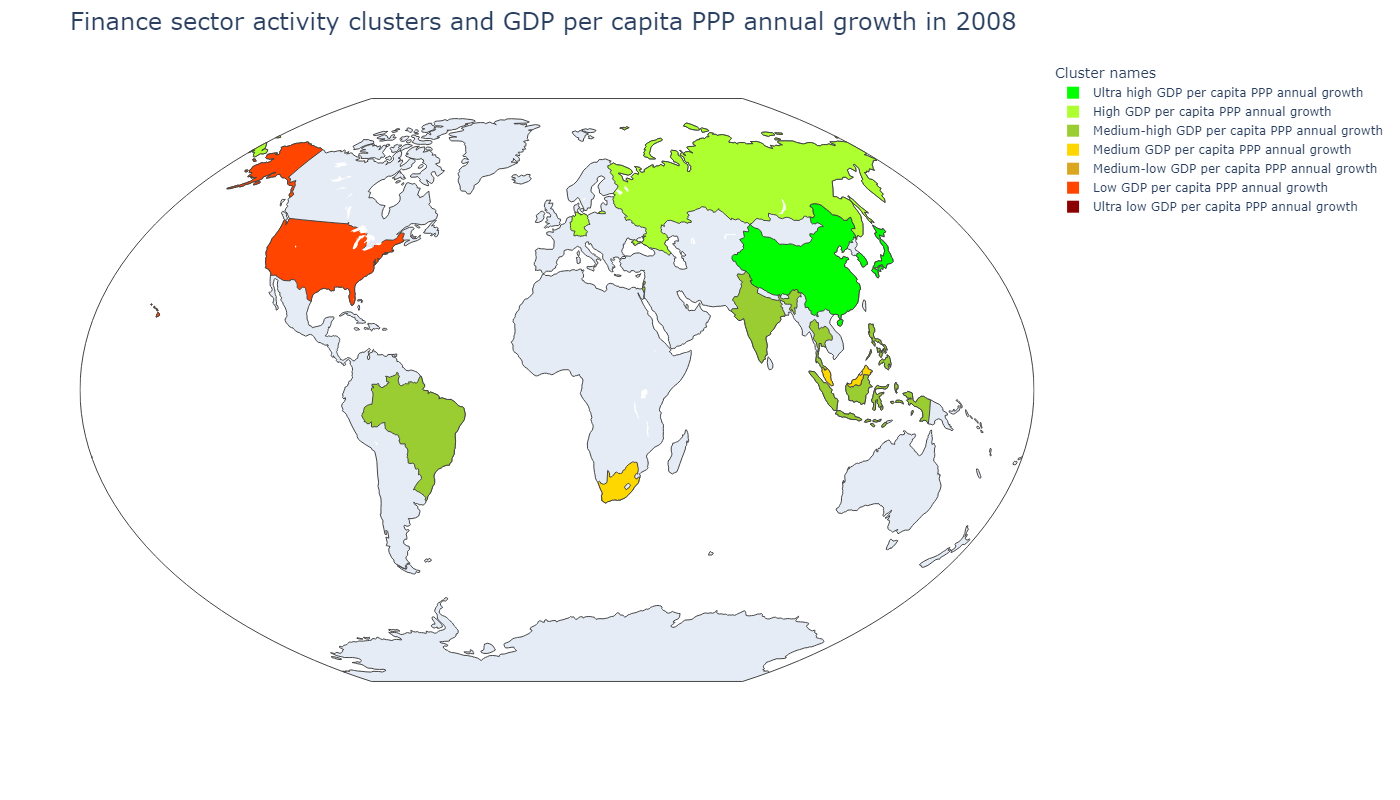 Finance sector activity clusters and GDP per capita PPP annual growth in 2008
Cluster names
Ultra high GDP per capita PPP annual growth
High GDP per capita PPP annual growth
Medium-high GDP per capita PPP annual growth
Medium GDP per capita PPP annual growth
Medium-low GDP per capita PPP annual growth
Low GDP per capita PPP annual growth
Ultra low GDP per capita PPP annual growth